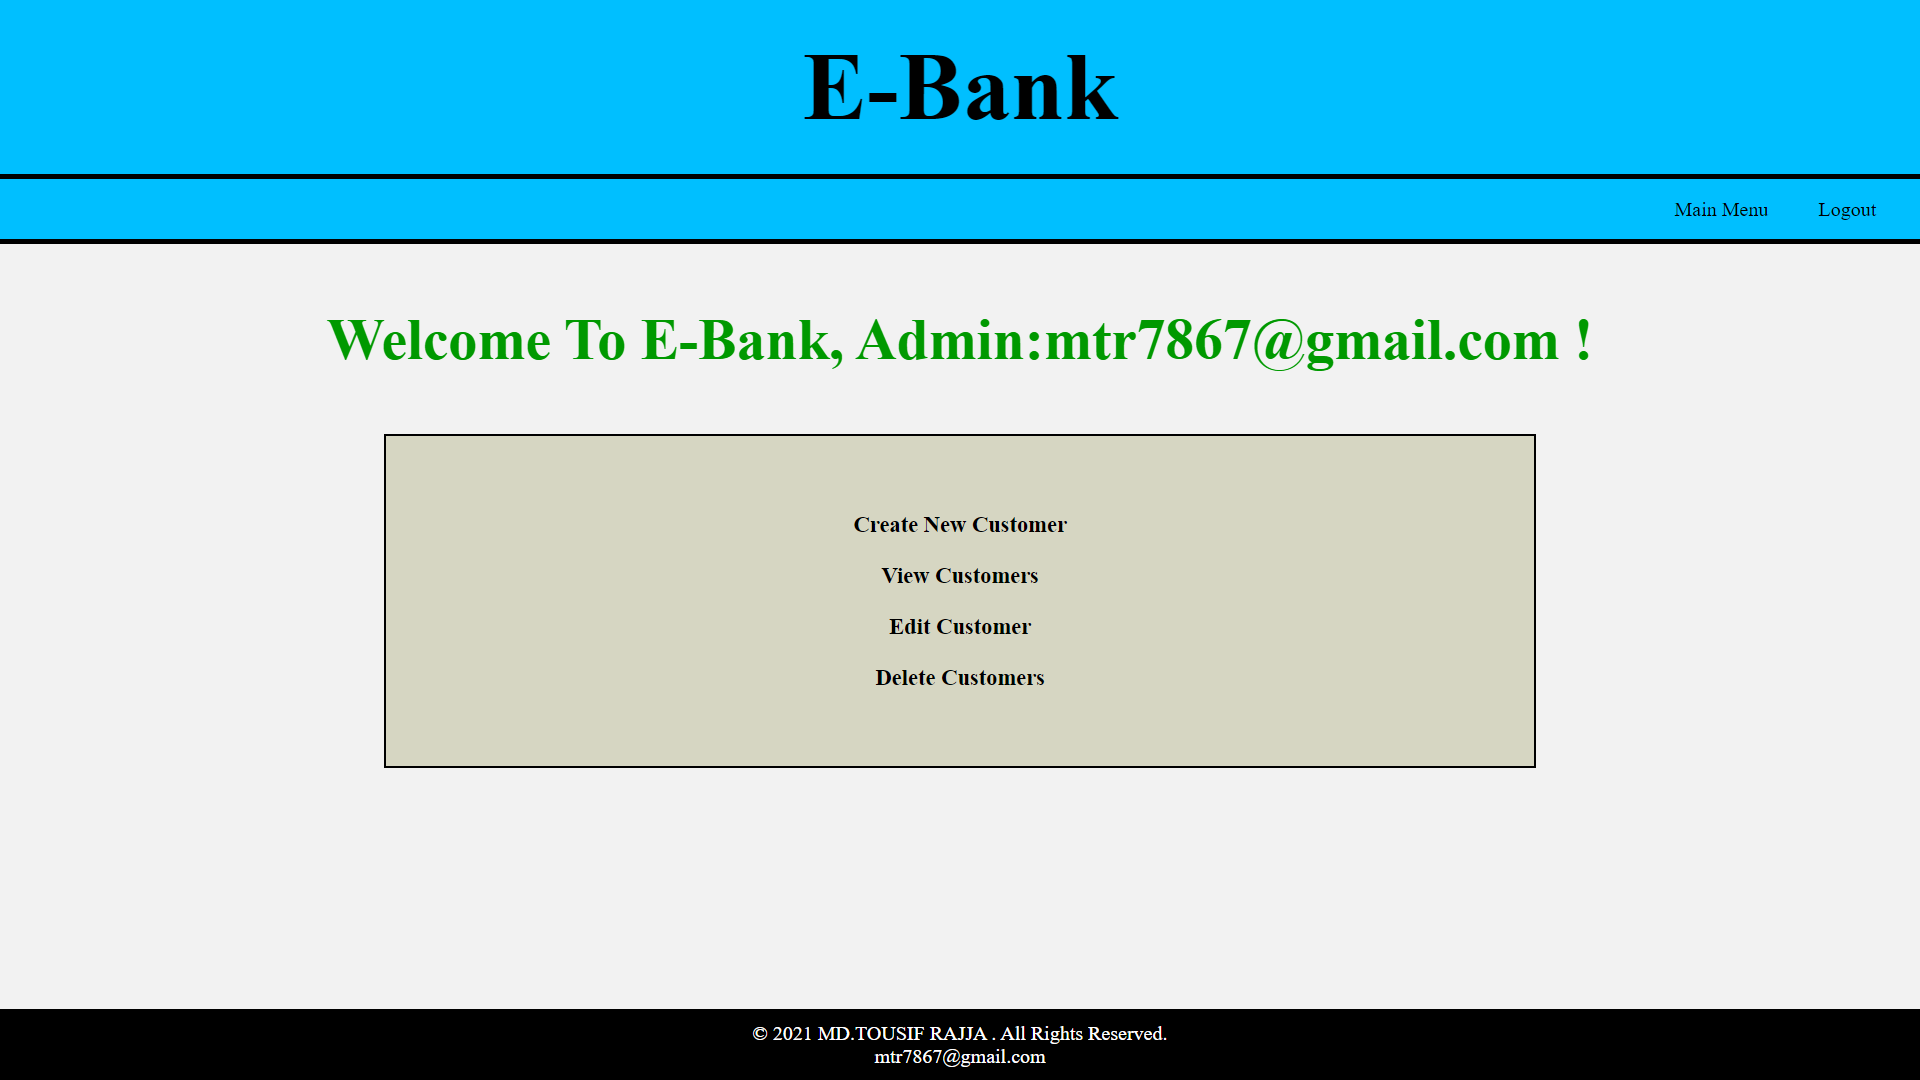 E-Bank
Main Menu Logout
Welcome To E-Bank, Admin:mtr7867@gmail.com !
Create New Customer
View Customers
Edit Customer
Delete Customers
© 2021 MD.TOUSIF RAJJA . All Rights Reserved.
mtr7867@gmail.com